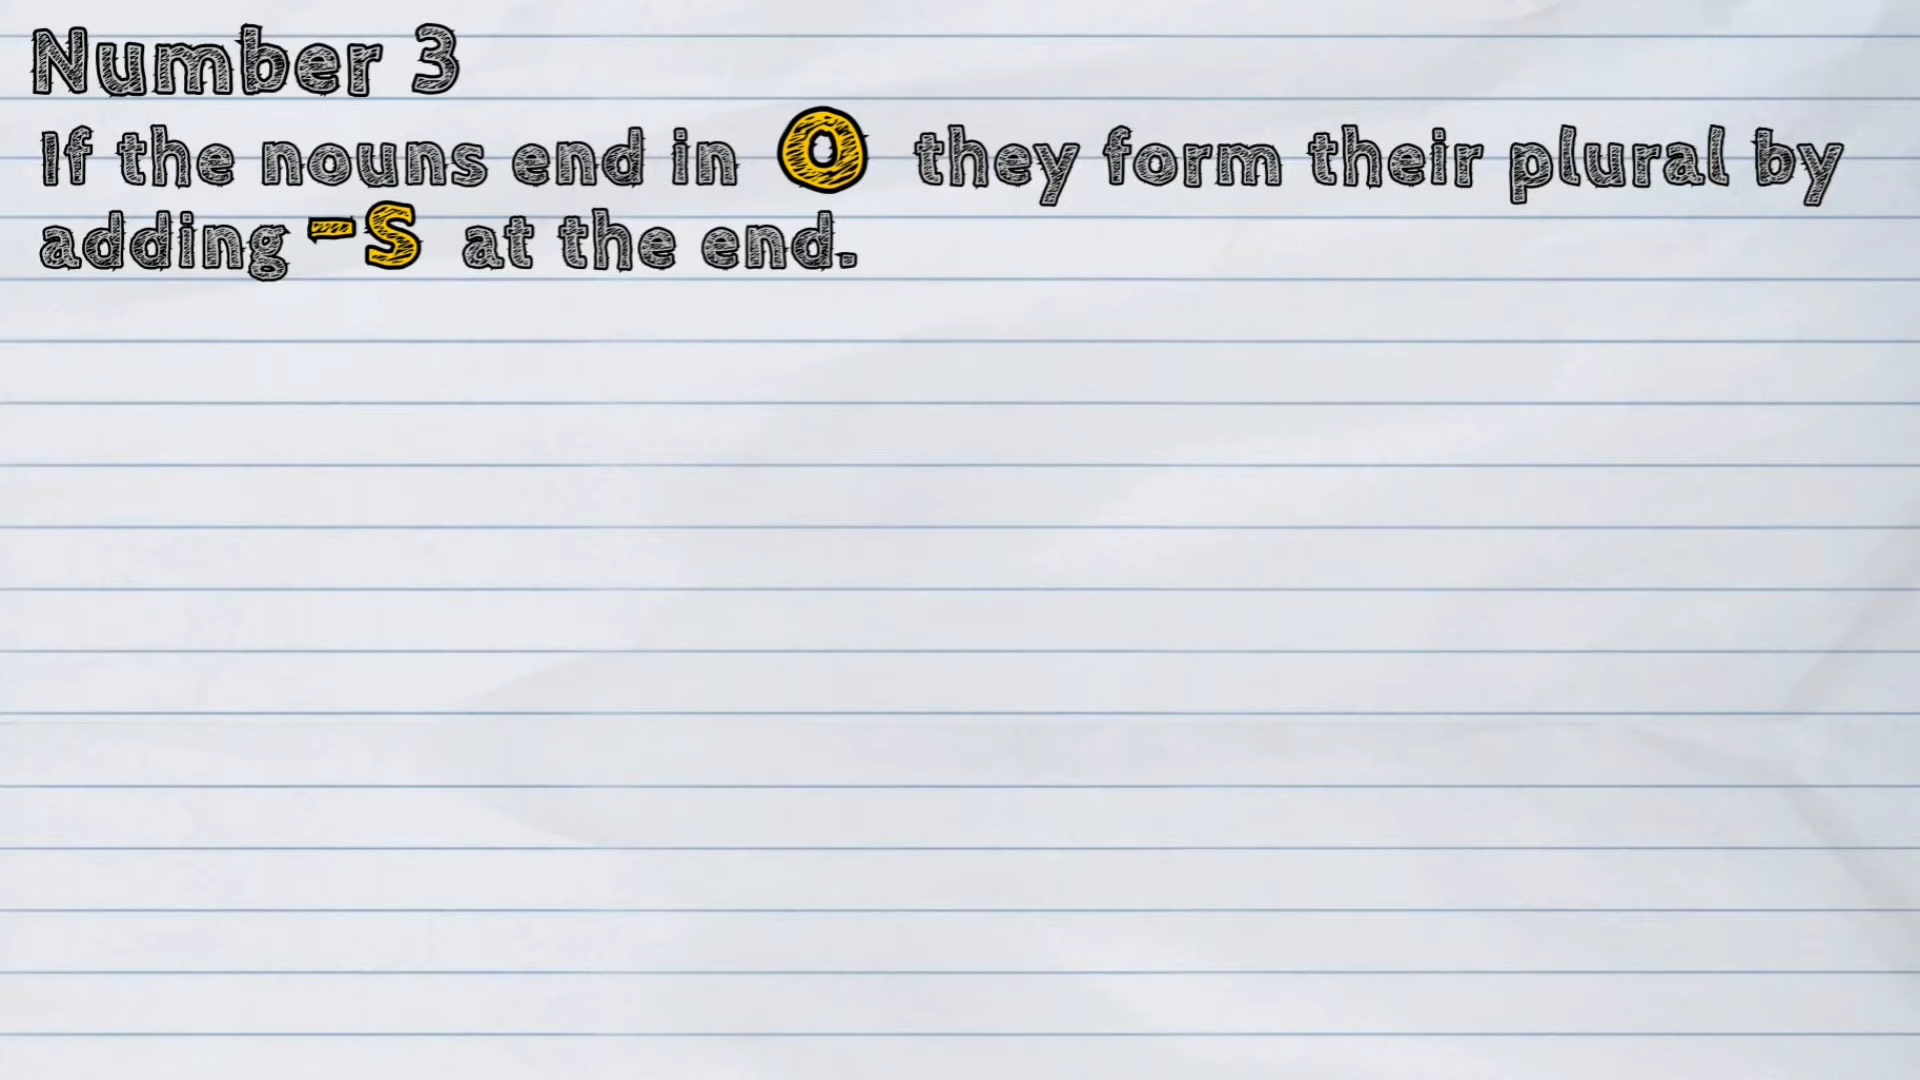 Number 3
If the nouns end in O they form their plural by
adding -S at the end.